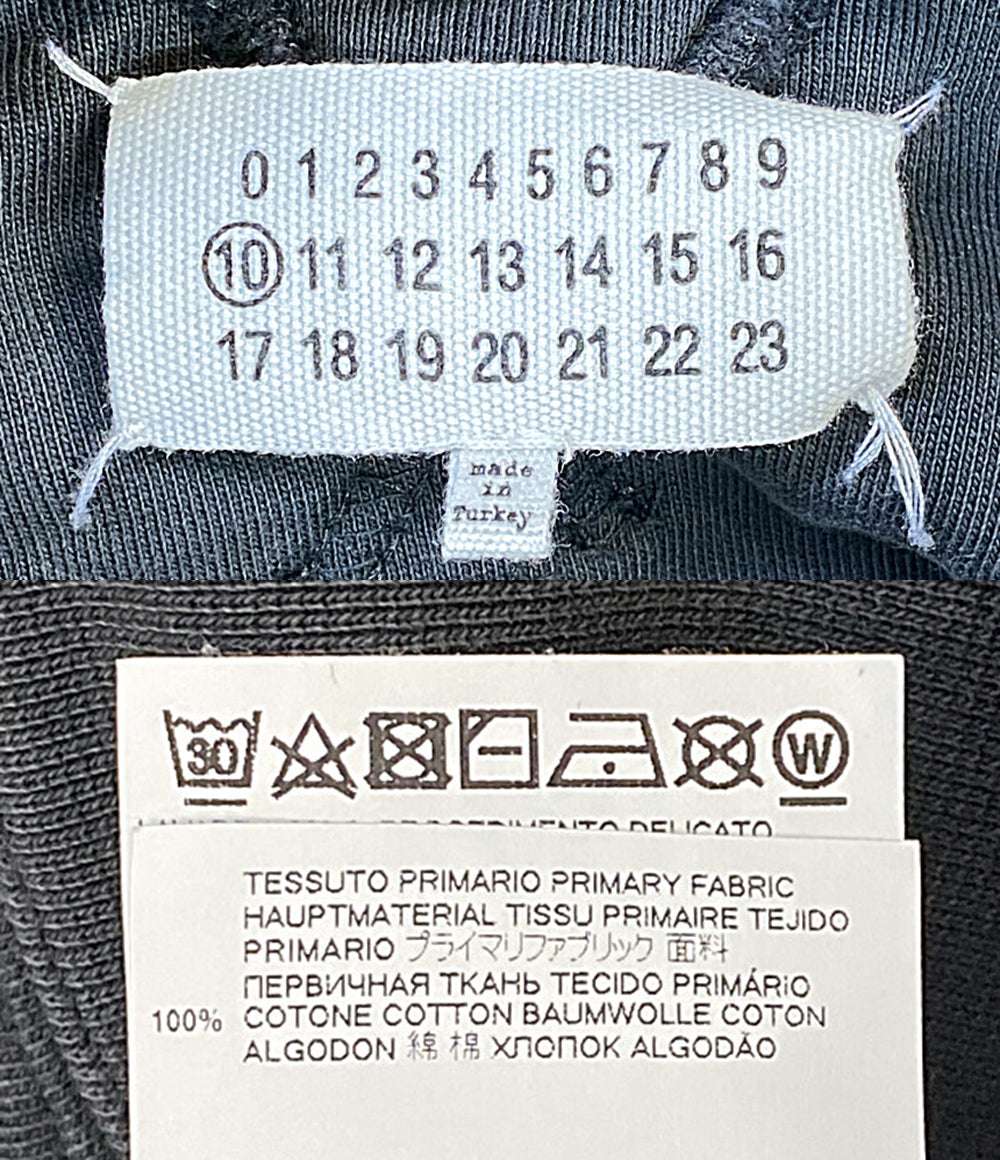 0 1 2 3 4 5 6 7 8 9
10 11 12 13 14 15 16
17 18 19 20 21 22 23
made
in
Turkey
30 W
PROCEDIMENTO DELICATO
TESSUTO PRIMARIO PRIMARY FABRIC
HAUPTMATERIAL TISSU PRIMAIRE TEJIDO
PRIMARIO プライマリファブリック 面料
ПЕРВИЧНАЯ ТКАНЬ TECIDO PRIMÁRiO
100% COTONE COTTON BAUMWOLLE COTON
ALGODON 綿 棉 ХЛОПОК ALGODÃO